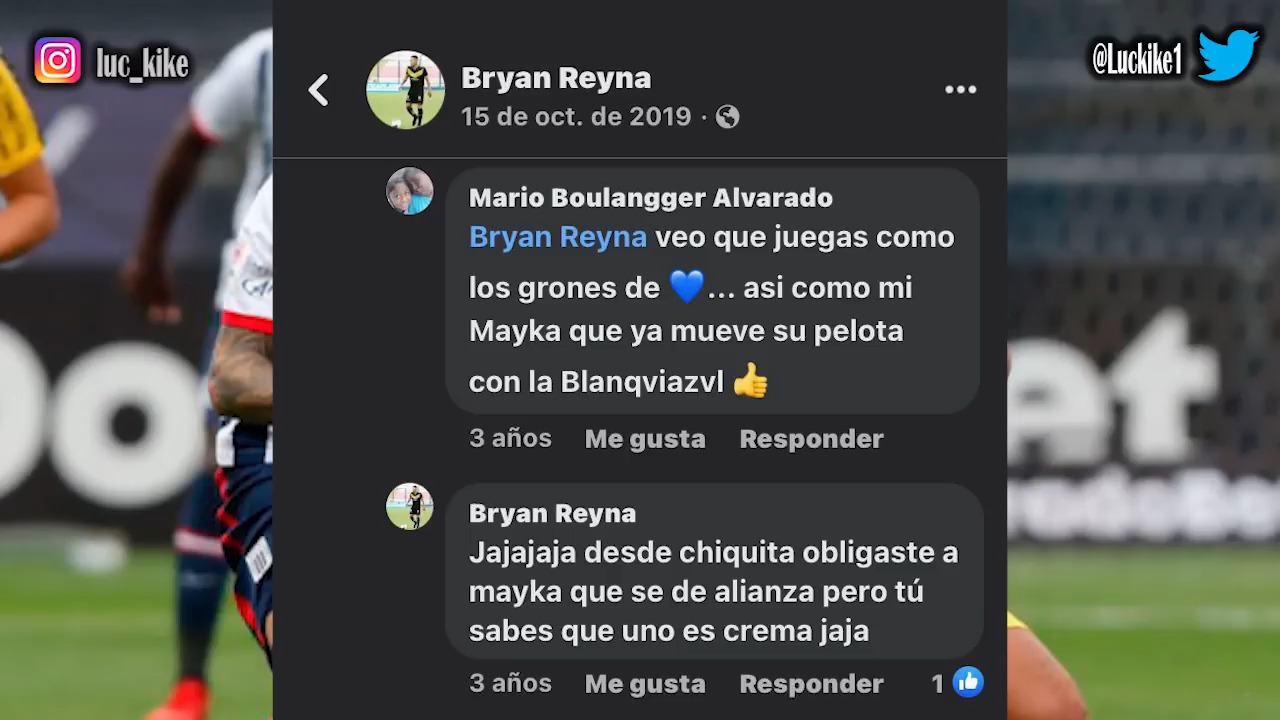 luc_kike
@Luckike1
Bryan Reyna
15 de oct. de 2019 ·
Mario Boulangger Alvarado
Bryan Reyna veo que juegas como
los grones de 💙... asi como mi
Mayka que ya mueve su pelota
con la Blanqviazvl 👍
3 años Me gusta Responder
Bryan Reyna
Jajajaja desde chiquita obligaste a
mayka que se de alianza pero tú
sabes que uno es crema jaja
3 años Me gusta Responder 1